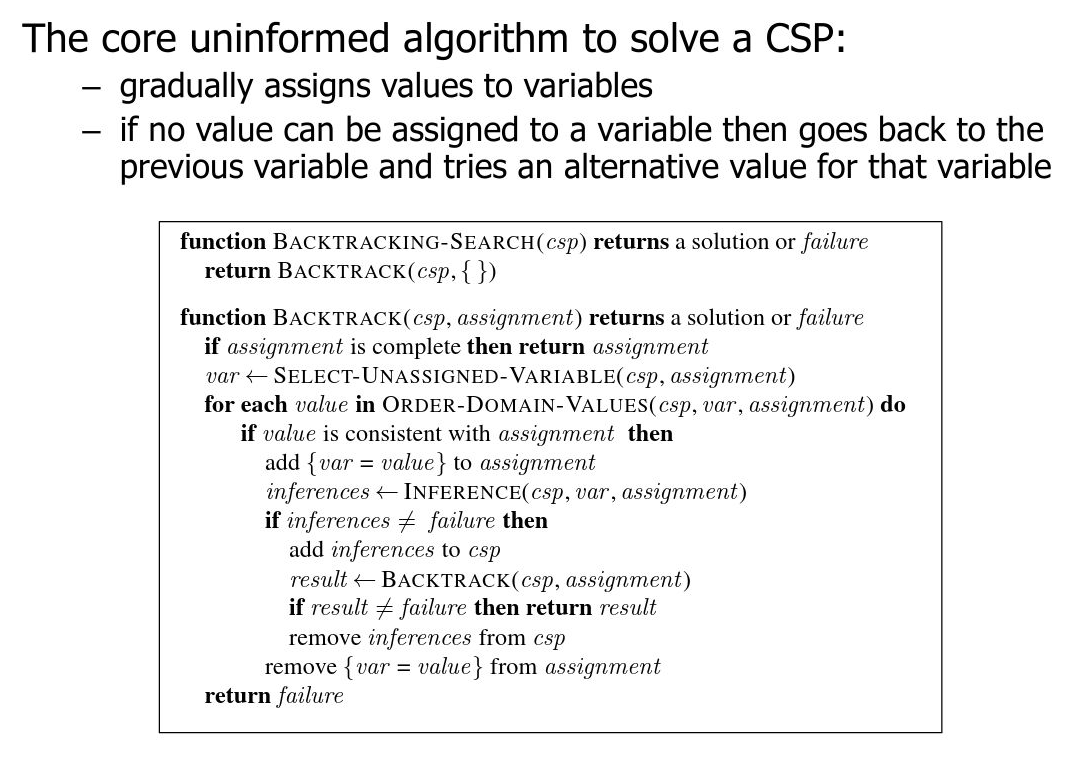 The core uninformed algorithm to solve a CSP:
– gradually assigns values to variables
– if no value can be assigned to a variable then goes back to the
previous variable and tries an alternative value for that variable
function BACKTRACKING-SEARCH(csp) returns a solution or failure
return BACKTRACK(csp, { })
function BACKTRACK(csp, assignment) returns a solution or failure
if assignment is complete then return assignment
var ← SELECT-UNASSIGNED-VARIABLE(csp, assignment)
for each value in ORDER-DOMAIN-VALUES(csp, var, assignment) do
if value is consistent with assignment then
add {var = value} to assignment
inferences ← INFERENCE(csp, var, assignment)
if inferences ≠ failure then
add inferences to csp
result ← BACKTRACK(csp, assignment)
if result ≠ failure then return result
remove inferences from csp
remove {var = value} from assignment
return failure